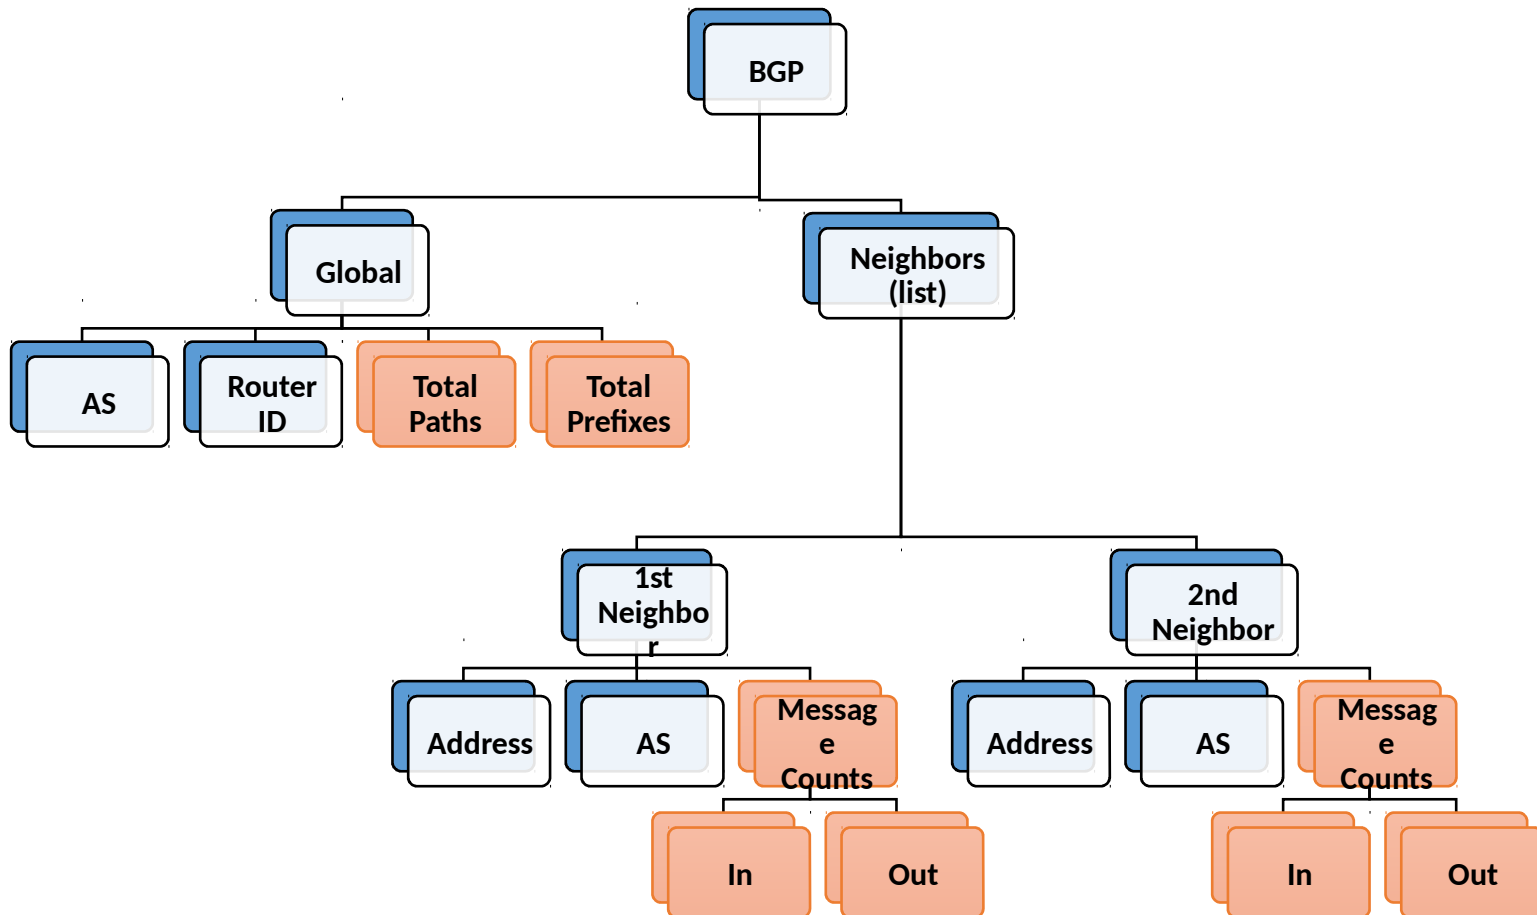 BGP
Global
Neighbors
(list)
AS
Router
ID
Total
Paths
Total
Prefixes
1st
Neighbo
r
2nd
Neighbor
Address
AS
Messag
e
Counts
Address
AS
Messag
e
Counts
In
Out
In
Out